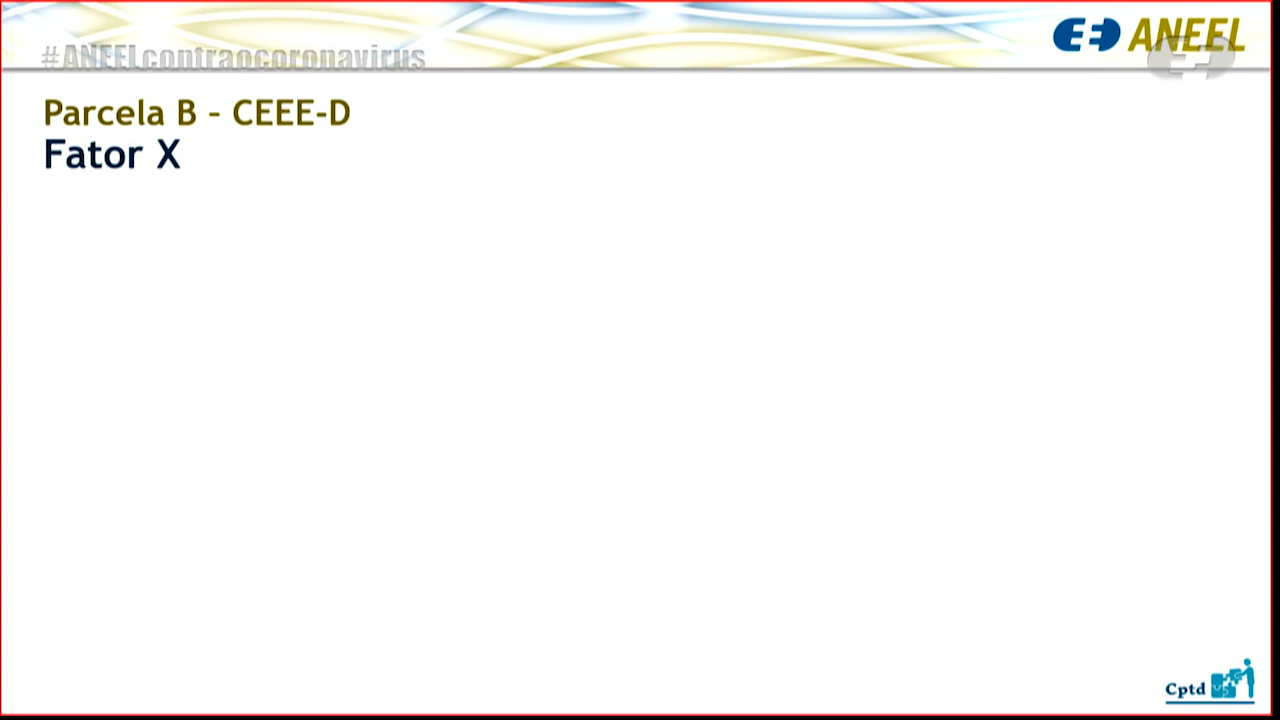 #ANEELcontraocoronavirus
ANEEL
Parcela B - CEEE-D
Fator X
Cptd